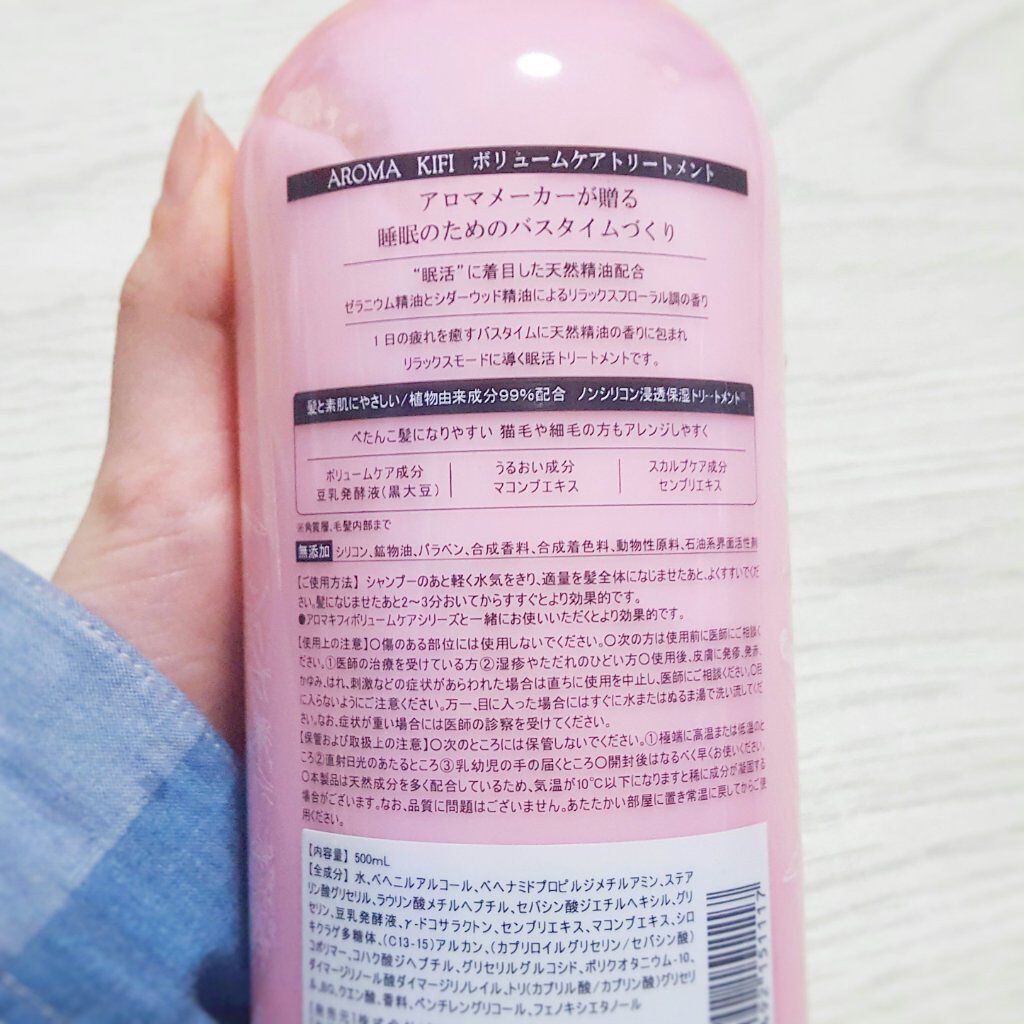 AROMA KIFI ボリュームケアトリートメント
アロマメーカーが贈る
睡眠のためのバスタイムづくり
“眠活”に着目した天然精油配合
ゼラニウム精油とシダーウッド精油によるリラックスフローラル調の香り
1日の疲れを癒すバスタイムに天然精油の香りに包まれ
リラックスモードに導く眠活トリートメントです。
髪と素肌にやさしい/植物由来成分99%配合 ノンシリコン浸透保湿トリートメント※
ぺたんこ髪になりやすい 猫毛や細毛の方もアレンジしやすく
ボリュームケア成分 うるおい成分 スカルプケア成分
豆乳発酵液(黒大豆) マコンブエキス センブリエキス
※角質層、毛髪内部まで
無添加 シリコン、鉱物油、パラベン、合成香料、合成着色料、動物性原料、石油系界面活性剤
【ご使用方法】シャンプーのあと軽く水気をきり、適量を髪全体になじませたあと、よくすすいでくだ
さい。髪になじませたあと2〜3分おいてからすすぐとより効果的です。
●アロマキフィボリュームケアシリーズと一緒にお使いいただくとより効果的です。
【使用上の注意】○傷のある部位には使用しないでください。○次の方は使用前に医師にご相談く
ださい。①医師の治療を受けている方②湿疹やただれのひどい方○使用後、皮膚に発疹、発赤、
かゆみ、はれ、刺激などの症状があらわれた場合は直ちに使用を中止し、医師にご相談ください。○目
に入らないようにご注意ください。万一、目に入った場合にはすぐに水またはぬるま湯で洗い流してくだ
さい。なお、症状が重い場合には医師の診察を受けてください。
【保管および取扱上の注意】○次のところには保管しないでください。①極端に高温または低温のと
ころ②直射日光のあたるところ③乳幼児の手の届くところ○開封後はなるべく早くお使いください。
○本製品は天然成分を多く配合しているため、気温が10℃以下になりますと稀に成分が凝固する
場合がございます。なお、品質に問題はございません。あたたかい部屋に置き常温に戻してからご使
用ください。
【内容量】 500mL
【全成分】 水、ベヘニルアルコール、ベヘナミドプロピルジメチルアミン、ステア
リン酸グリセリル、ラウリン酸メチルヘプチル、セバシン酸ジエチルヘキシル、グリ
セリン、豆乳発酵液、γ-ドコサラクトン、センブリエキス、マコンブエキス、シロ
キクラゲ多糖体、(C13-15)アルカン、(カプリロイルグリセリン/セバシン酸)
コポリマー、コハク酸ジヘプチル、グリセリルグルコシド、ポリクオタニウム-10、
ダイマージリノール酸ダイマージリノレイル、トリ(カプリル酸/カプリン酸)グリセリ
ル、BG、クエン酸、香料、ペンチレングリコール、フェノキシエタノール